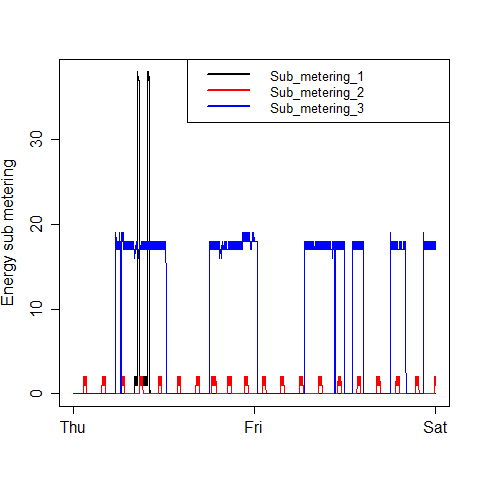 Sub_metering_1
Sub_metering_2
Sub_metering_3
Energy sub metering
30
20
10
0
Thu Fri Sat